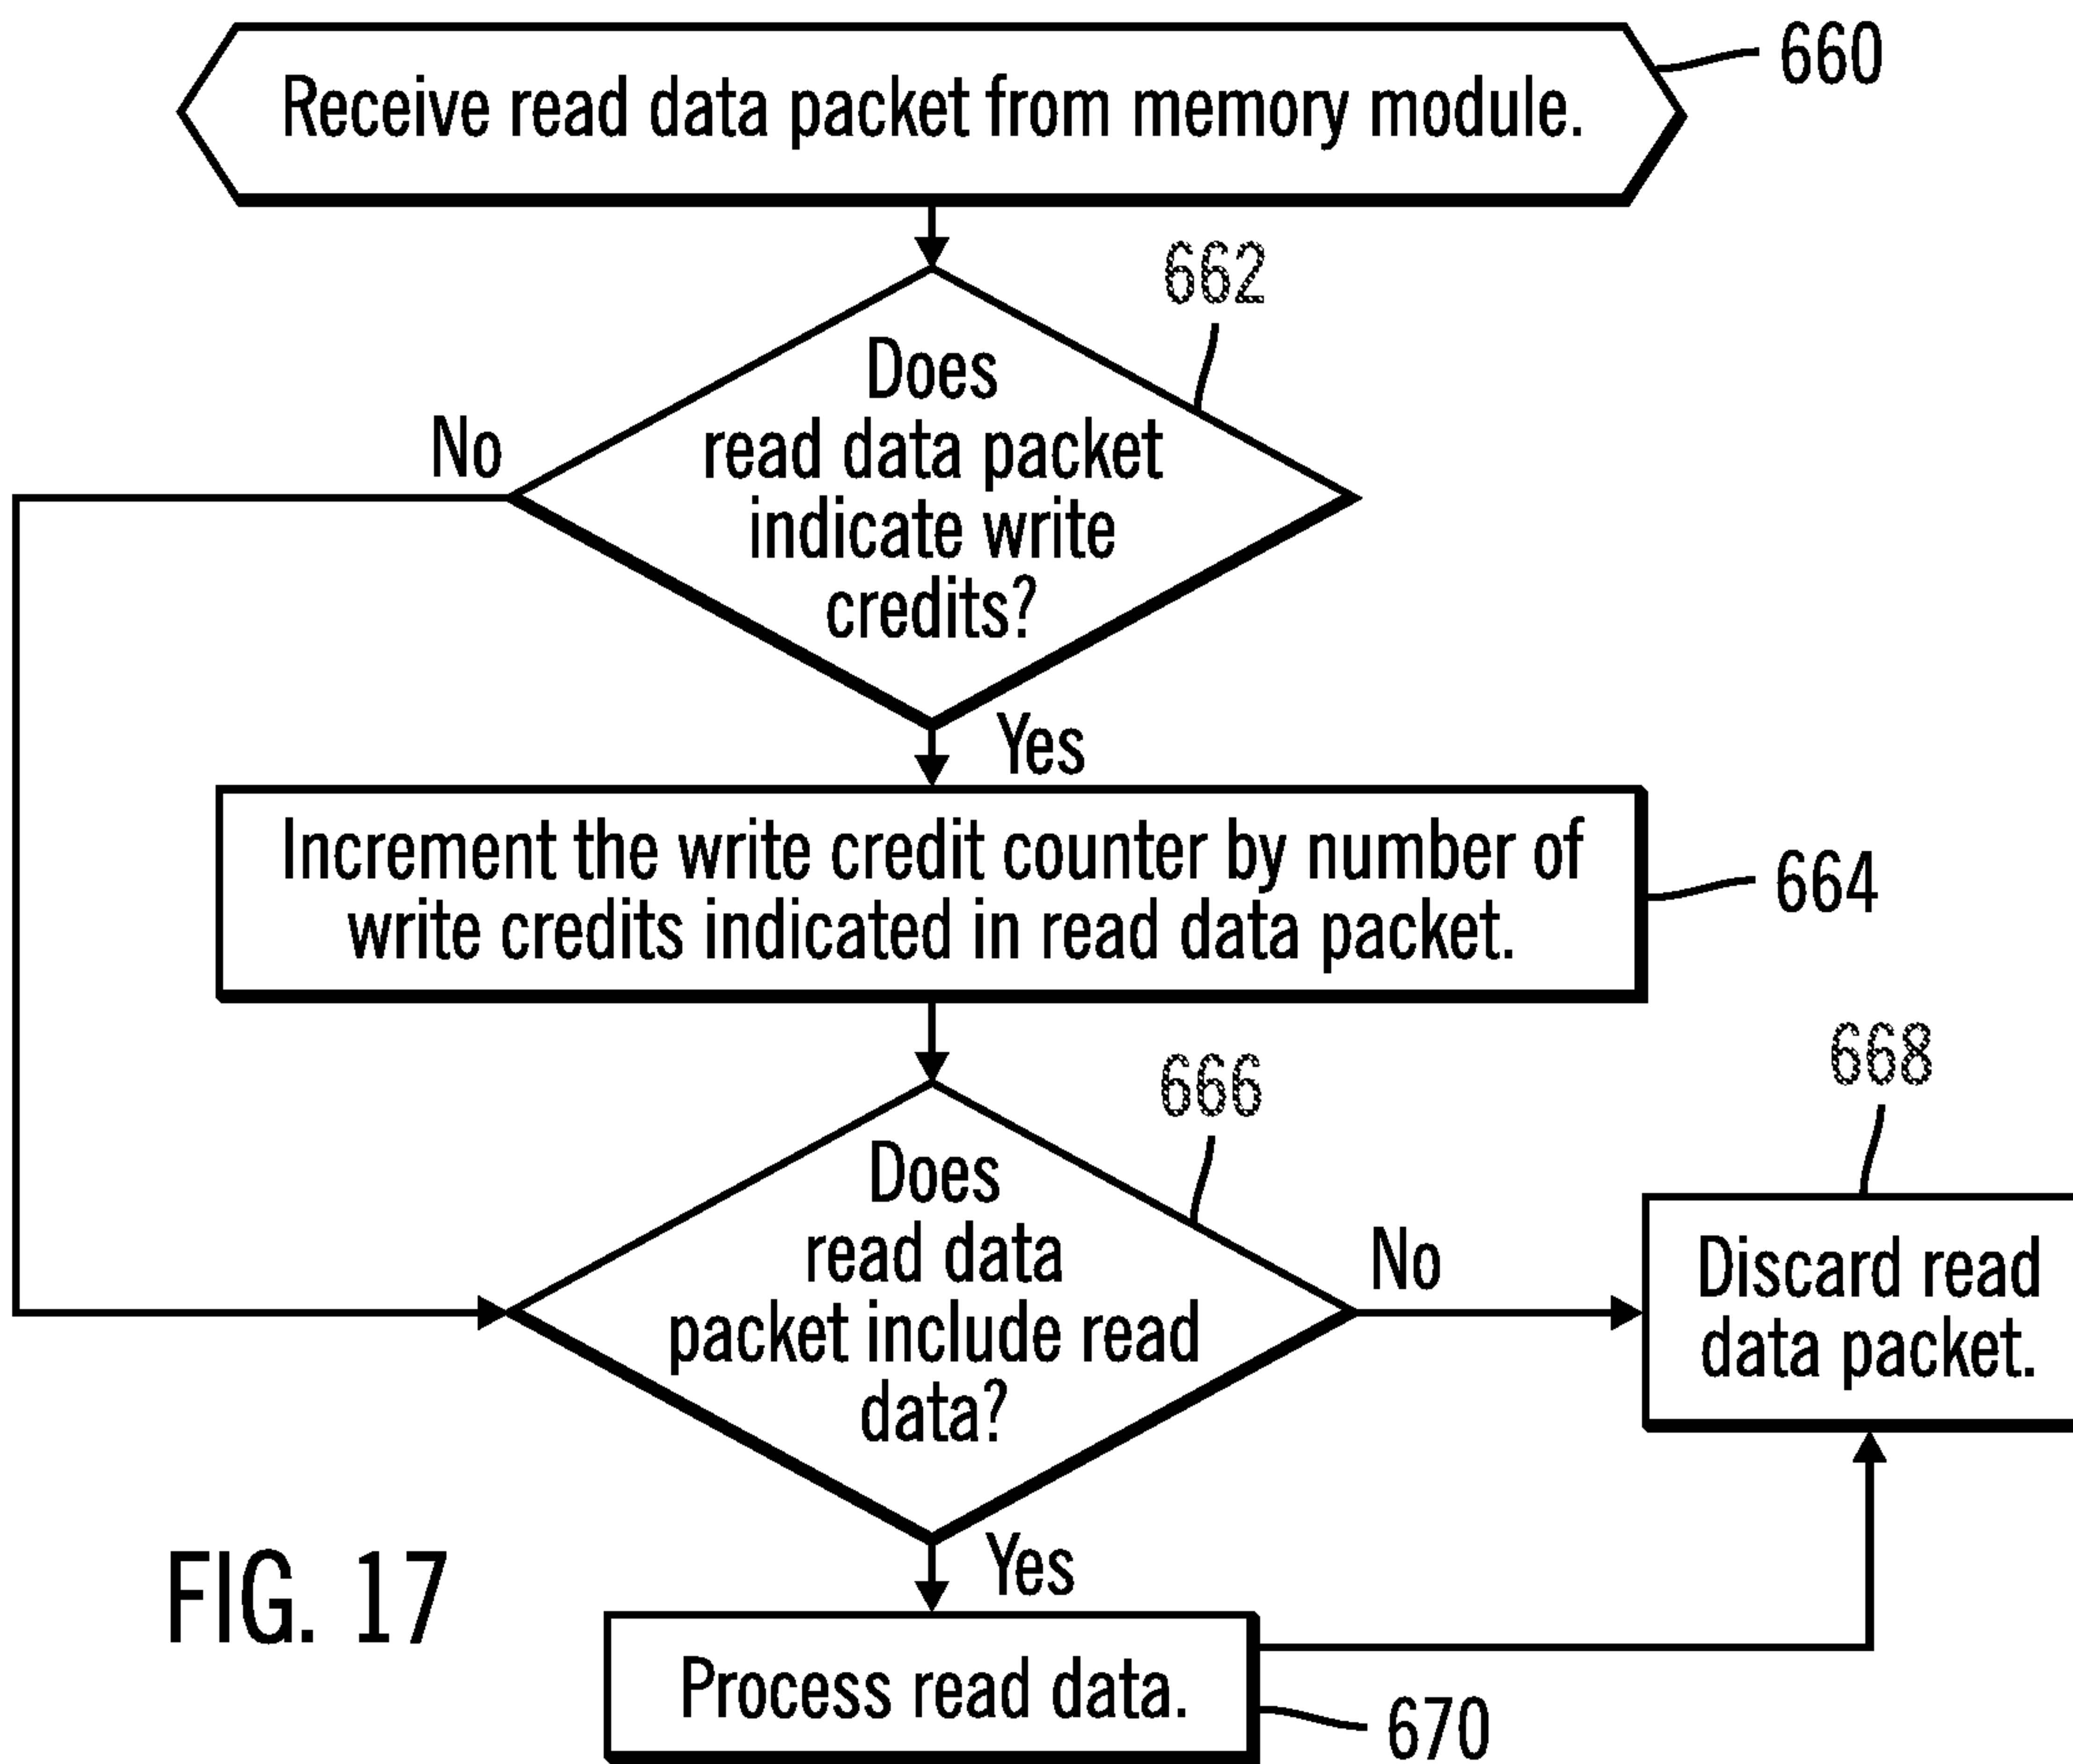 Receive read data packet from memory module.
660
662
Does
read data packet
indicate write
credits?
No
Yes
Increment the write credit counter by number of
write credits indicated in read data packet.
664
666
668
Does
read data
packet include read
data?
No
Discard read
data packet.
Yes
FIG. 17
Process read data.
670